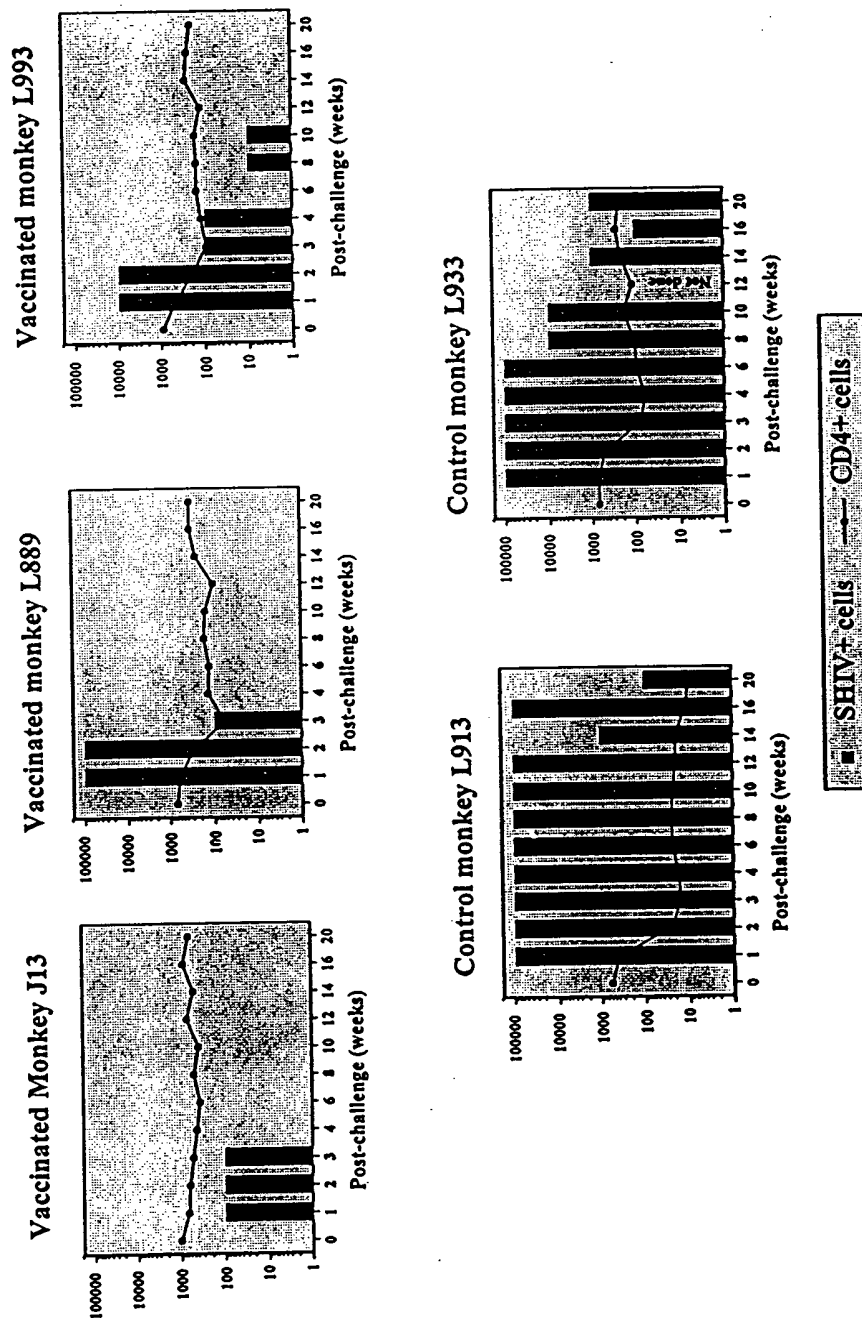 Vaccinated Monkey J13
100000
10000
1000
100
10
1
0 1 2 3 4 6 8 10 12 14 16 20
Post-challenge (weeks)
Vaccinated monkey L889
100000
10000
1000
100
10
1
0 1 2 3 4 6 8 10 12 14 16 20
Post-challenge (weeks)
Vaccinated monkey L993
100000
10000
1000
100
10
1
0 1 2 3 4 6 8 10 12 14 16 20
Post-challenge (weeks)
Control monkey L913
100000
10000
1000
100
10
1
0 1 2 3 4 6 8 10 12 14 16 20
Post-challenge (weeks)
Control monkey L933
100000
10000
1000
100
10
1
Not done
0 1 2 3 4 6 8 10 12 14 16 20
Post-challenge (weeks)
SHIV+ cells CD4+ cells